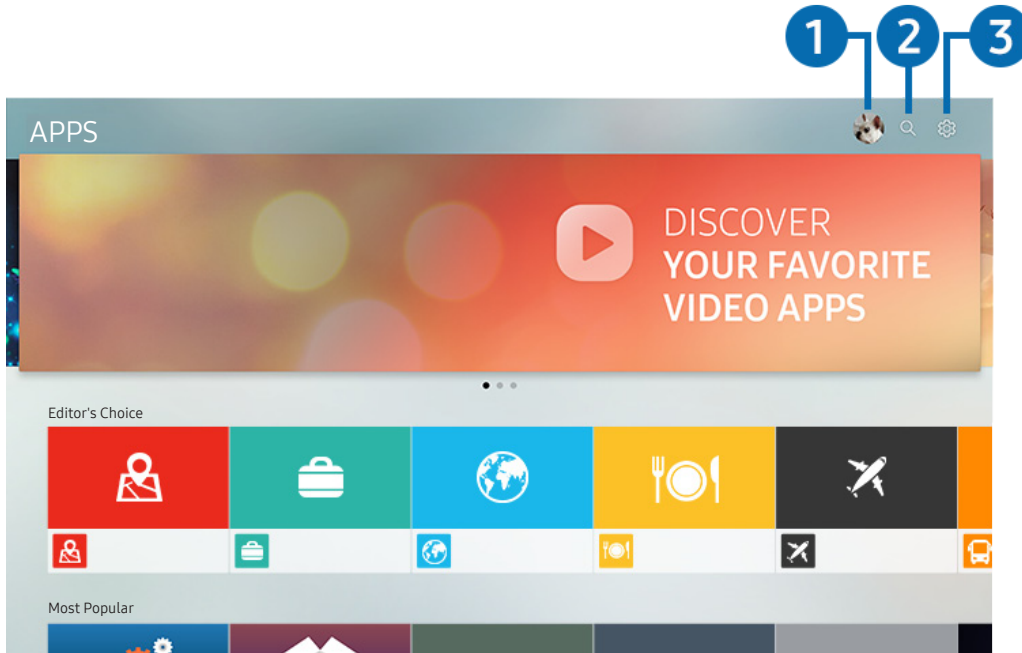 1 2 3
APPS
DISCOVER
YOUR FAVORITE
VIDEO APPS
Editor's Choice
Most Popular